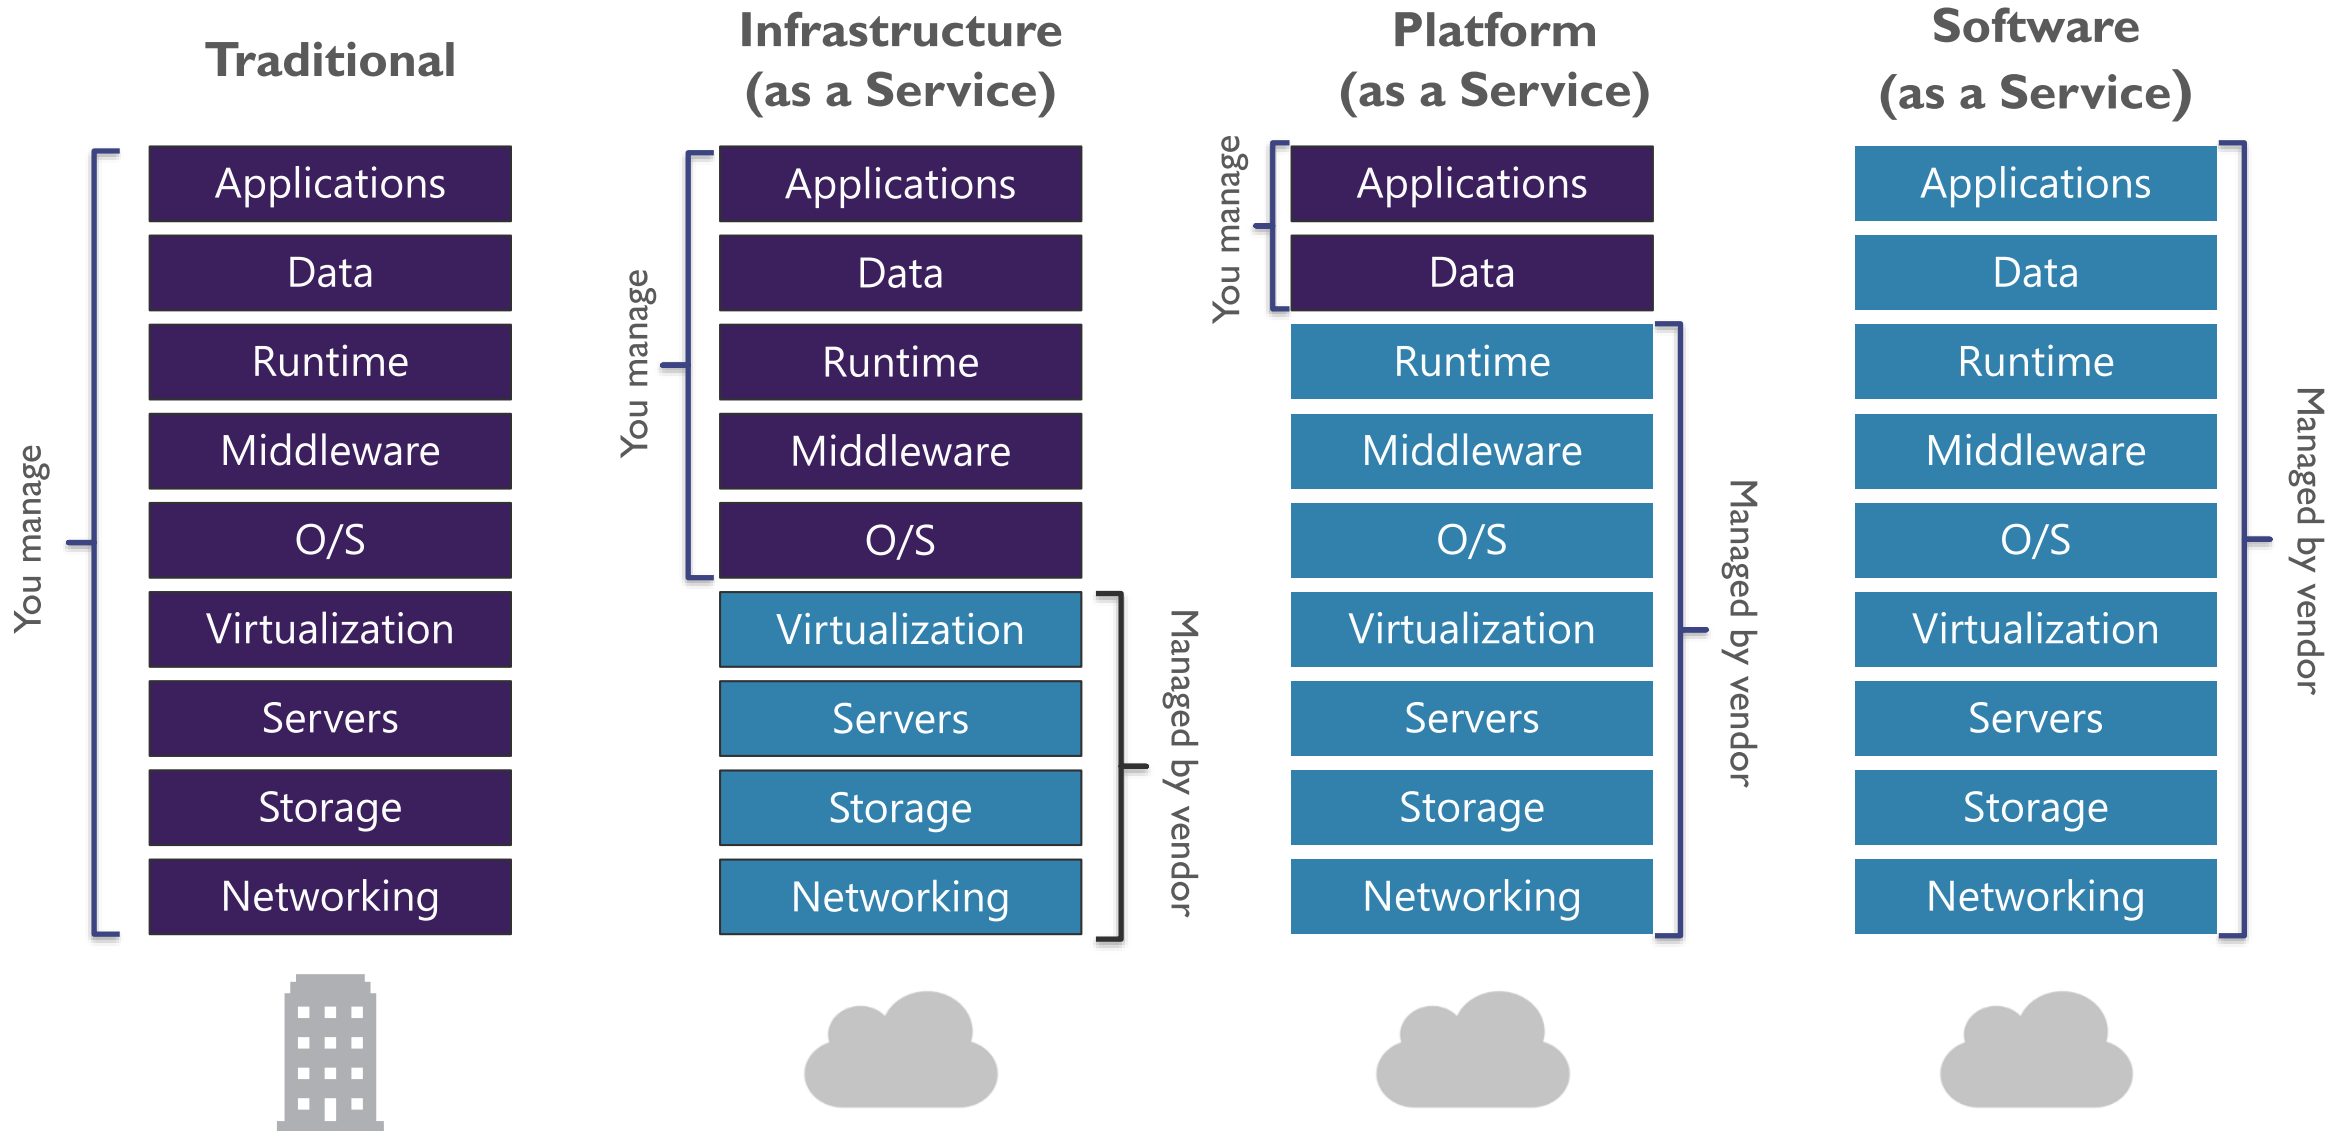 Traditional
You manage
Applications
Data
Runtime
Middleware
O/S
Virtualization
Servers
Storage
Networking
Infrastructure
(as a Service)
You manage
Applications
Data
Runtime
Middleware
O/S
Virtualization
Servers
Storage
Networking
Managed by vendor
Platform
(as a Service)
You manage
Applications
Data
Runtime
Middleware
O/S
Virtualization
Servers
Storage
Networking
Managed by vendor
Software
(as a Service)
Applications
Data
Runtime
Middleware
O/S
Virtualization
Servers
Storage
Networking
Managed by vendor